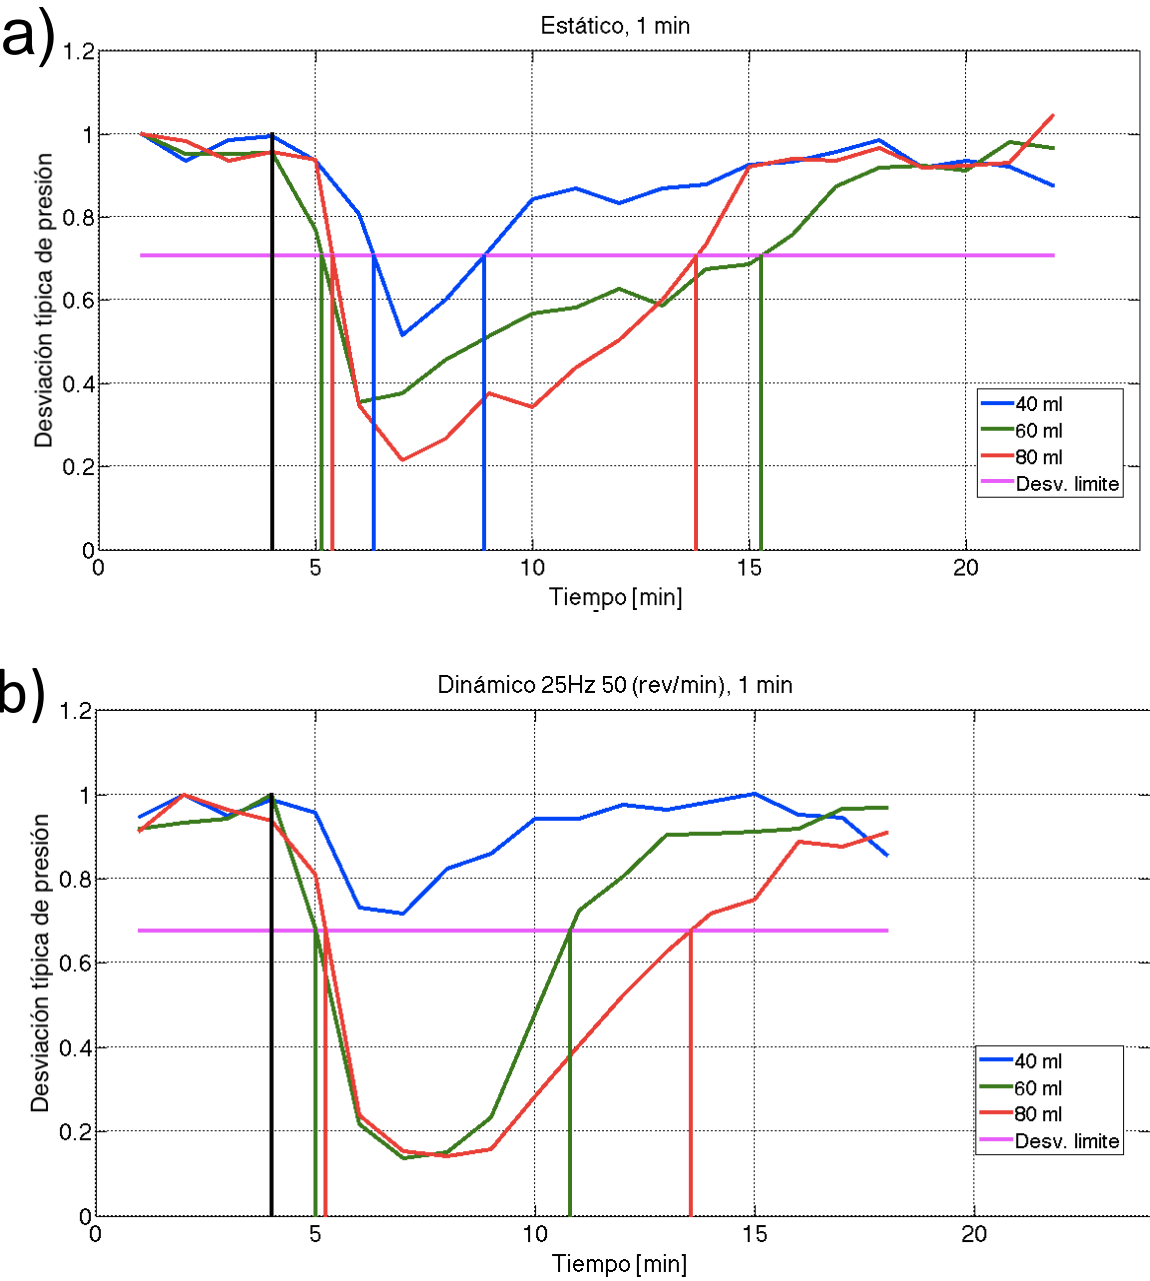 a)
Estático, 1 min
1.2
1
0.8
0.6
0.4
0.2
0
Desviación típica de presión
0 5 10 15 20
Tiempo [min]
40 ml
60 ml
80 ml
Desv. limite
b)
Dinámico 25Hz 50 (rev/min), 1 min
1.2
1
0.8
0.6
0.4
0.2
0
Desviación típica de presión
0 5 10 15 20
Tiempo [min]
40 ml
60 ml
80 ml
Desv. limite